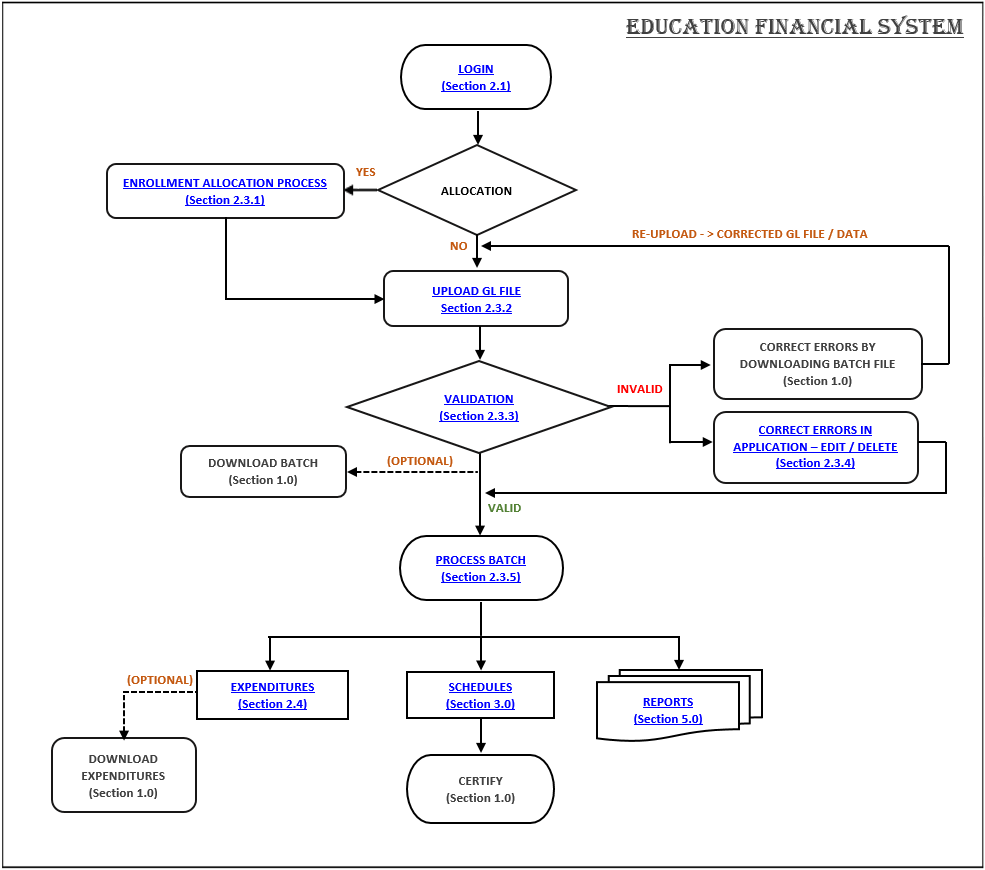 EDUCATION FINANCIAL SYSTEM
LOGIN
(Section 2.1)
YES
ENROLLMENT ALLOCATION PROCESS
(Section 2.3.1)
ALLOCATION
NO
RE-UPLOAD - > CORRECTED GL FILE / DATA
UPLOAD GL FILE
Section 2.3.2
CORRECT ERRORS BY
DOWNLOADING BATCH FILE
(Section 1.0)
VALIDATION
(Section 2.3.3)
INVALID
CORRECT ERRORS IN
APPLICATION – EDIT / DELETE
(Section 2.3.4)
(OPTIONAL)
DOWNLOAD BATCH
(Section 1.0)
VALID
PROCESS BATCH
(Section 2.3.5)
(OPTIONAL)
EXPENDITURES
(Section 2.4)
SCHEDULES
(Section 3.0)
REPORTS
(Section 5.0)
DOWNLOAD
EXPENDITURES
(Section 1.0)
CERTIFY
(Section 1.0)